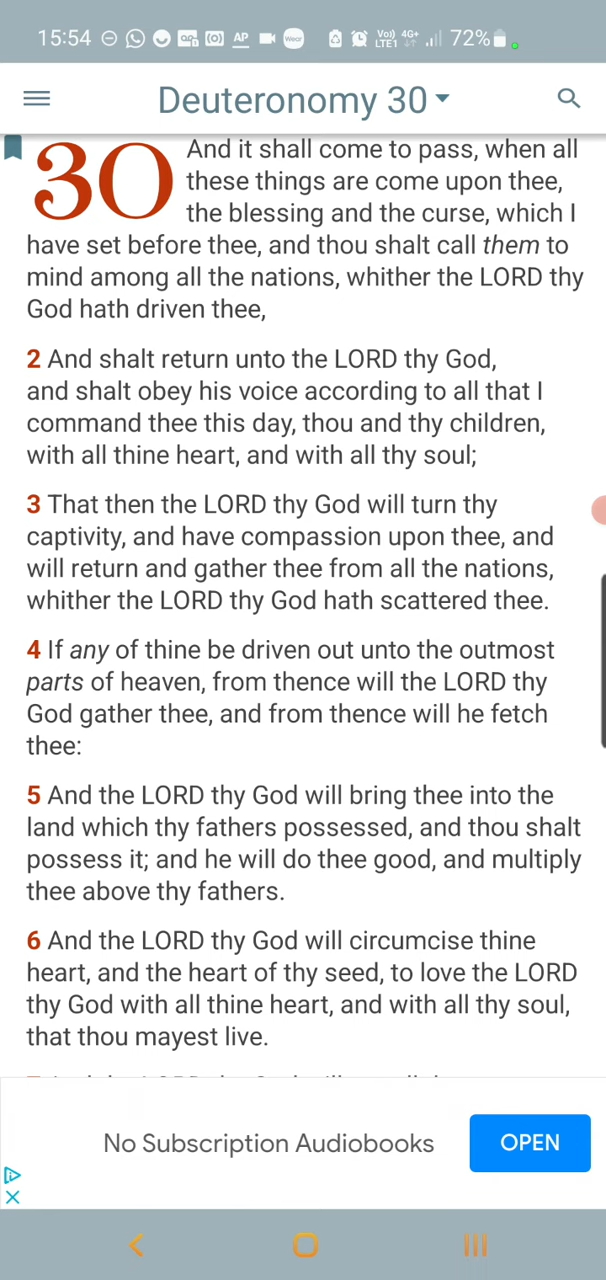 15:54 AP Wear Vo) LTE1 4G+ 72%
Deuteronomy 30
30 And it shall come to pass, when all
these things are come upon thee,
the blessing and the curse, which I
have set before thee, and thou shalt call them to
mind among all the nations, whither the LORD thy
God hath driven thee,
2 And shalt return unto the LORD thy God,
and shalt obey his voice according to all that I
command thee this day, thou and thy children,
with all thine heart, and with all thy soul;
3 That then the LORD thy God will turn thy
captivity, and have compassion upon thee, and
will return and gather thee from all the nations,
whither the LORD thy God hath scattered thee.
4 If any of thine be driven out unto the outmost
parts of heaven, from thence will the LORD thy
God gather thee, and from thence will he fetch
thee:
5 And the LORD thy God will bring thee into the
land which thy fathers possessed, and thou shalt
possess it; and he will do thee good, and multiply
thee above thy fathers.
6 And the LORD thy God will circumcise thine
heart, and the heart of thy seed, to love the LORD
thy God with all thine heart, and with all thy soul,
that thou mayest live.
No Subscription Audiobooks
OPEN